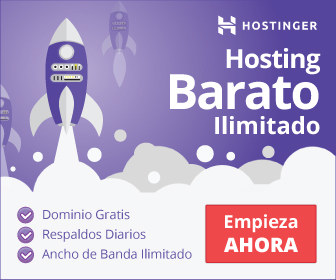 HOSTINGER
Hosting
Barato
Ilimitado
Dominio Gratis
Respaldos Diarios
Ancho de Banda Ilimitado
Empieza
AHORA